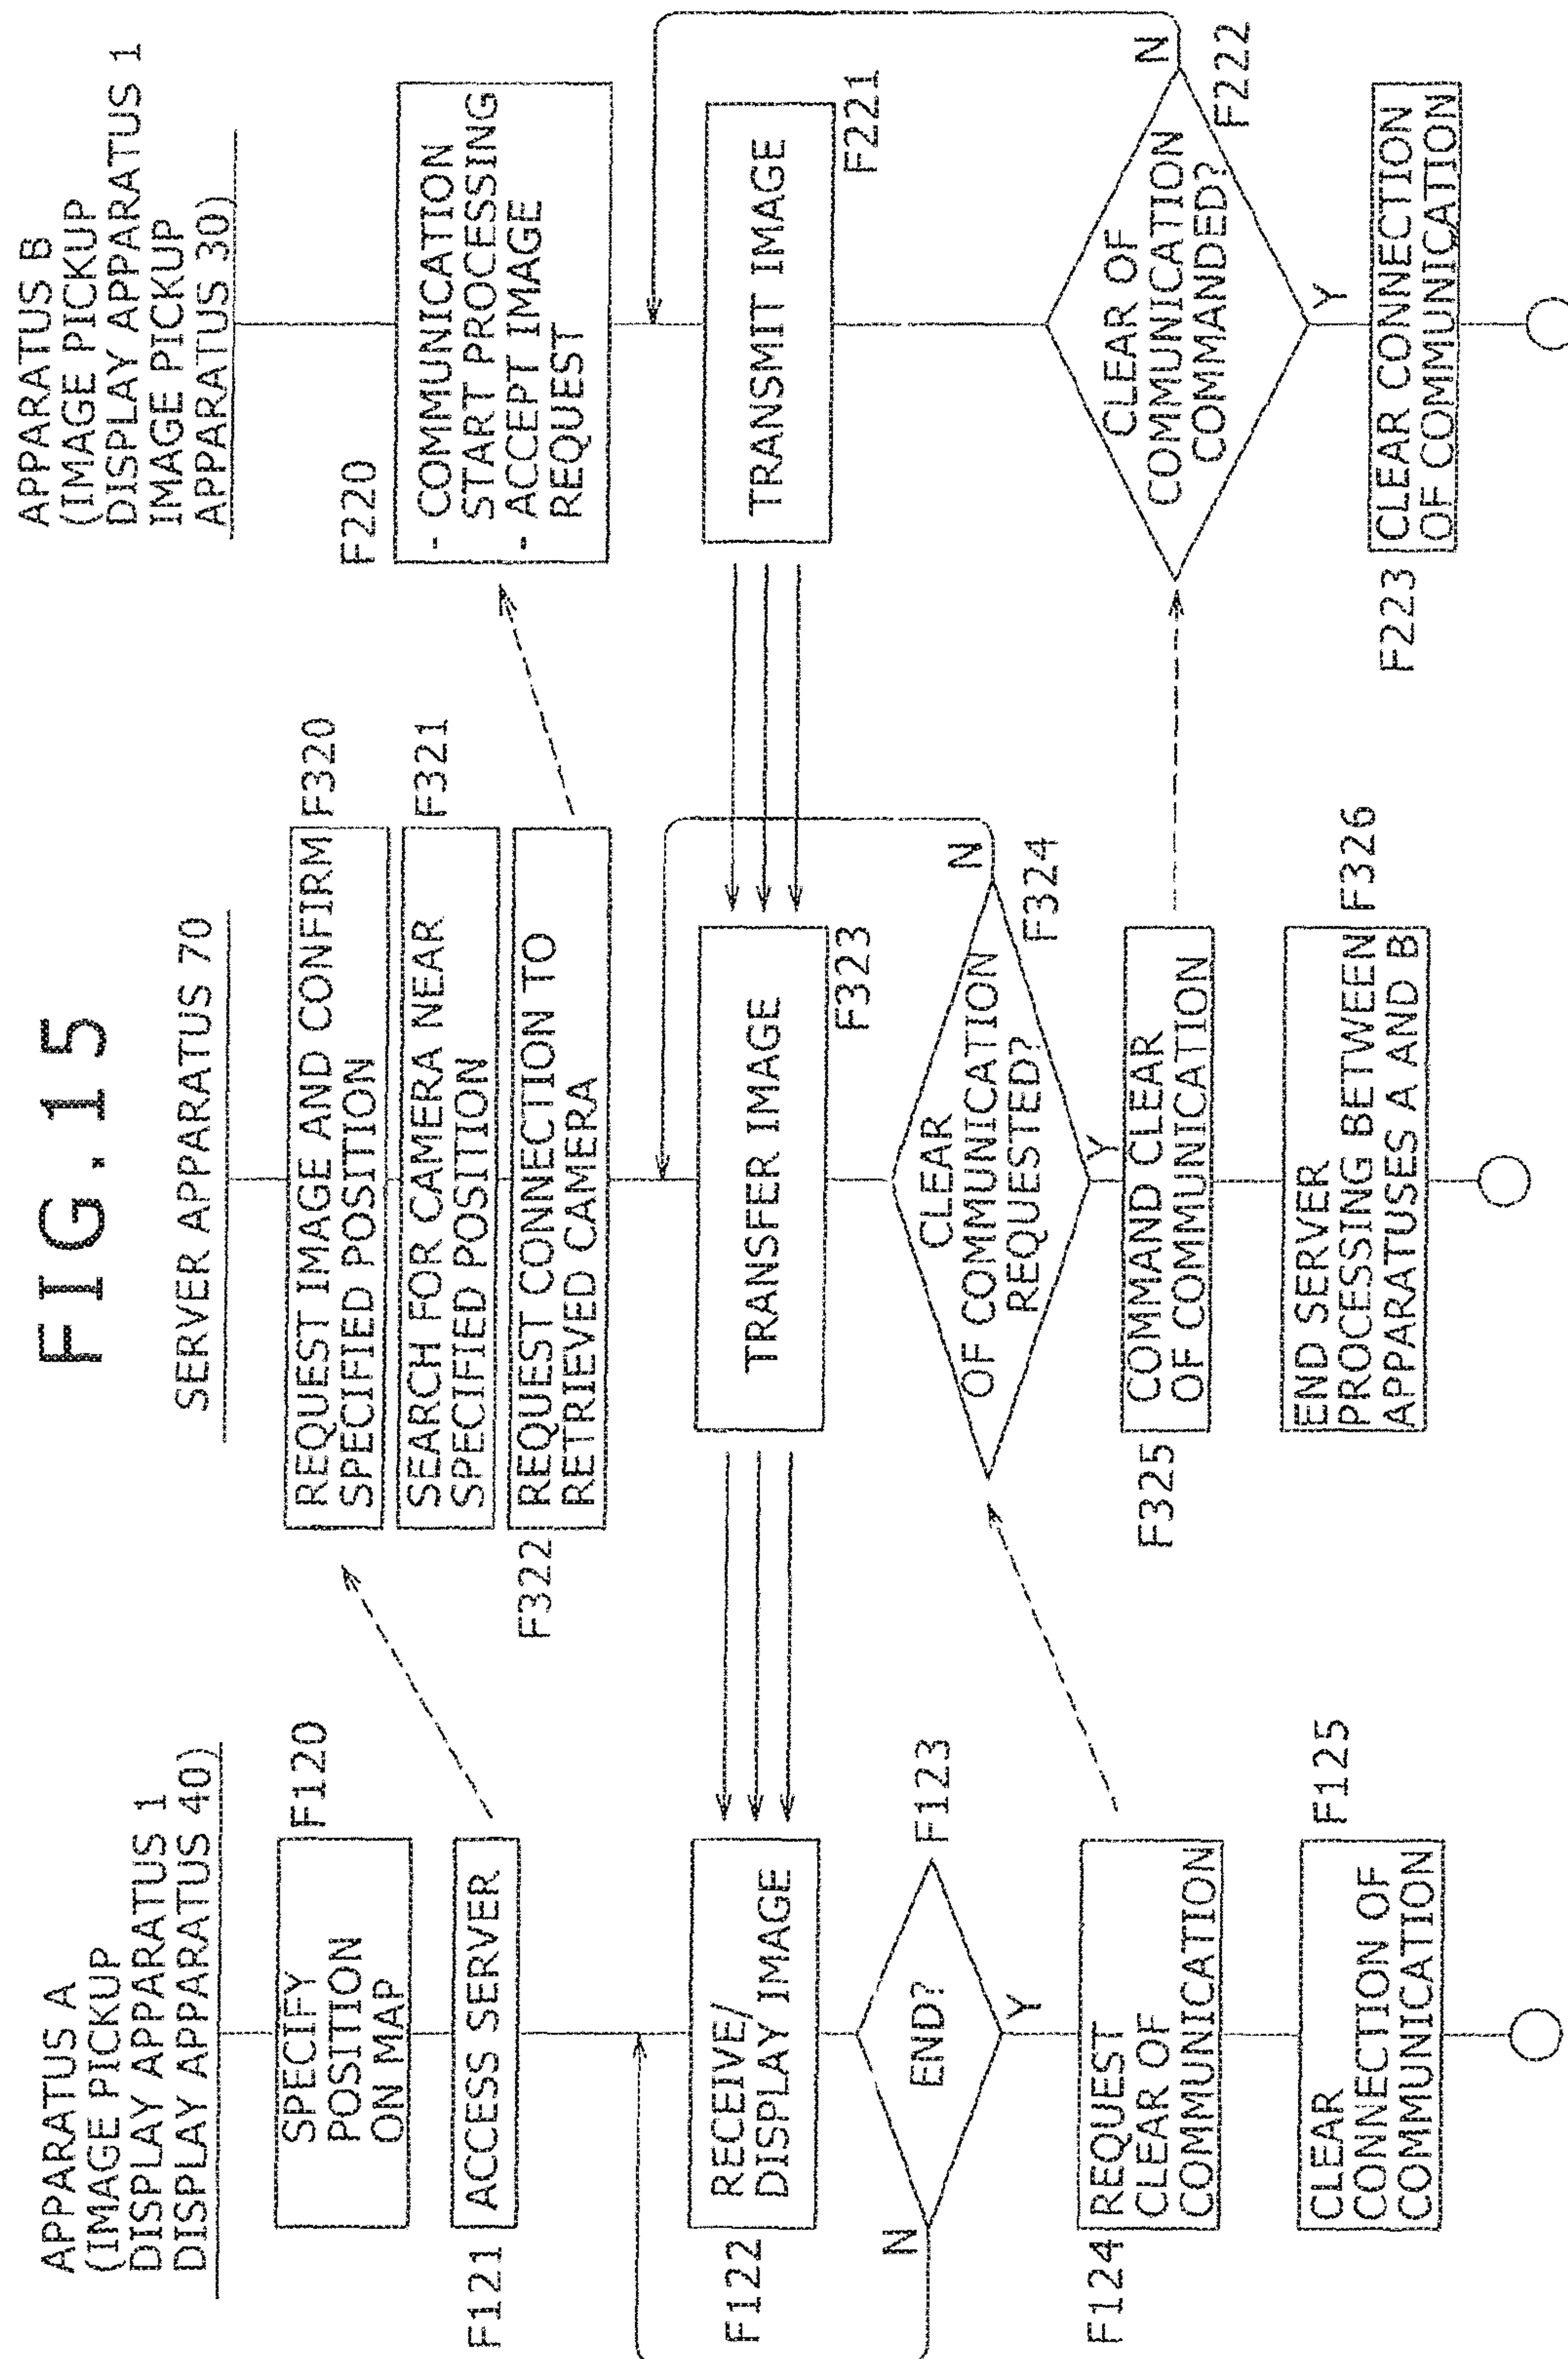 FIG.15
APPARATUS A
(IMAGE PICKUP
DISPLAY APPARATUS 1
DISPLAY APPARATUS 40)
SPECIFY
POSITION
ON MAP
F120
ACCESS SERVER
F121
RECEIVE/
DISPLAY IMAGE
F122
END?
F123
N
Y
REQUEST
CLEAR OF
COMMUNICATION
F124
CLEAR
CONNECTION OF
COMMUNICATION
F125
SERVER APPARATUS 70
REQUEST IMAGE AND CONFIRM
SPECIFIED POSITION
F320
SEARCH FOR CAMERA NEAR
SPECIFIED POSITION
F321
REQUEST CONNECTION TO
RETRIEVED CAMERA
F322
TRANSFER IMAGE
F323
CLEAR
OF COMMUNICATION
REQUESTED?
F324
N
Y
COMMAND CLEAR
OF COMMUNICATION
F325
END SERVER
PROCESSING BETWEEN
APPARATUSES A AND B
F326
APPARATUS B
(IMAGE PICKUP
DISPLAY APPARATUS 1
IMAGE PICKUP
APPARATUS 30)
F220
- COMMUNICATION
START PROCESSING
- ACCEPT IMAGE
REQUEST
TRANSMIT IMAGE
F221
CLEAR OF
COMMUNICATION
COMMANDED?
F222
N
Y
CLEAR CONNECTION
OF COMMUNICATION
F223